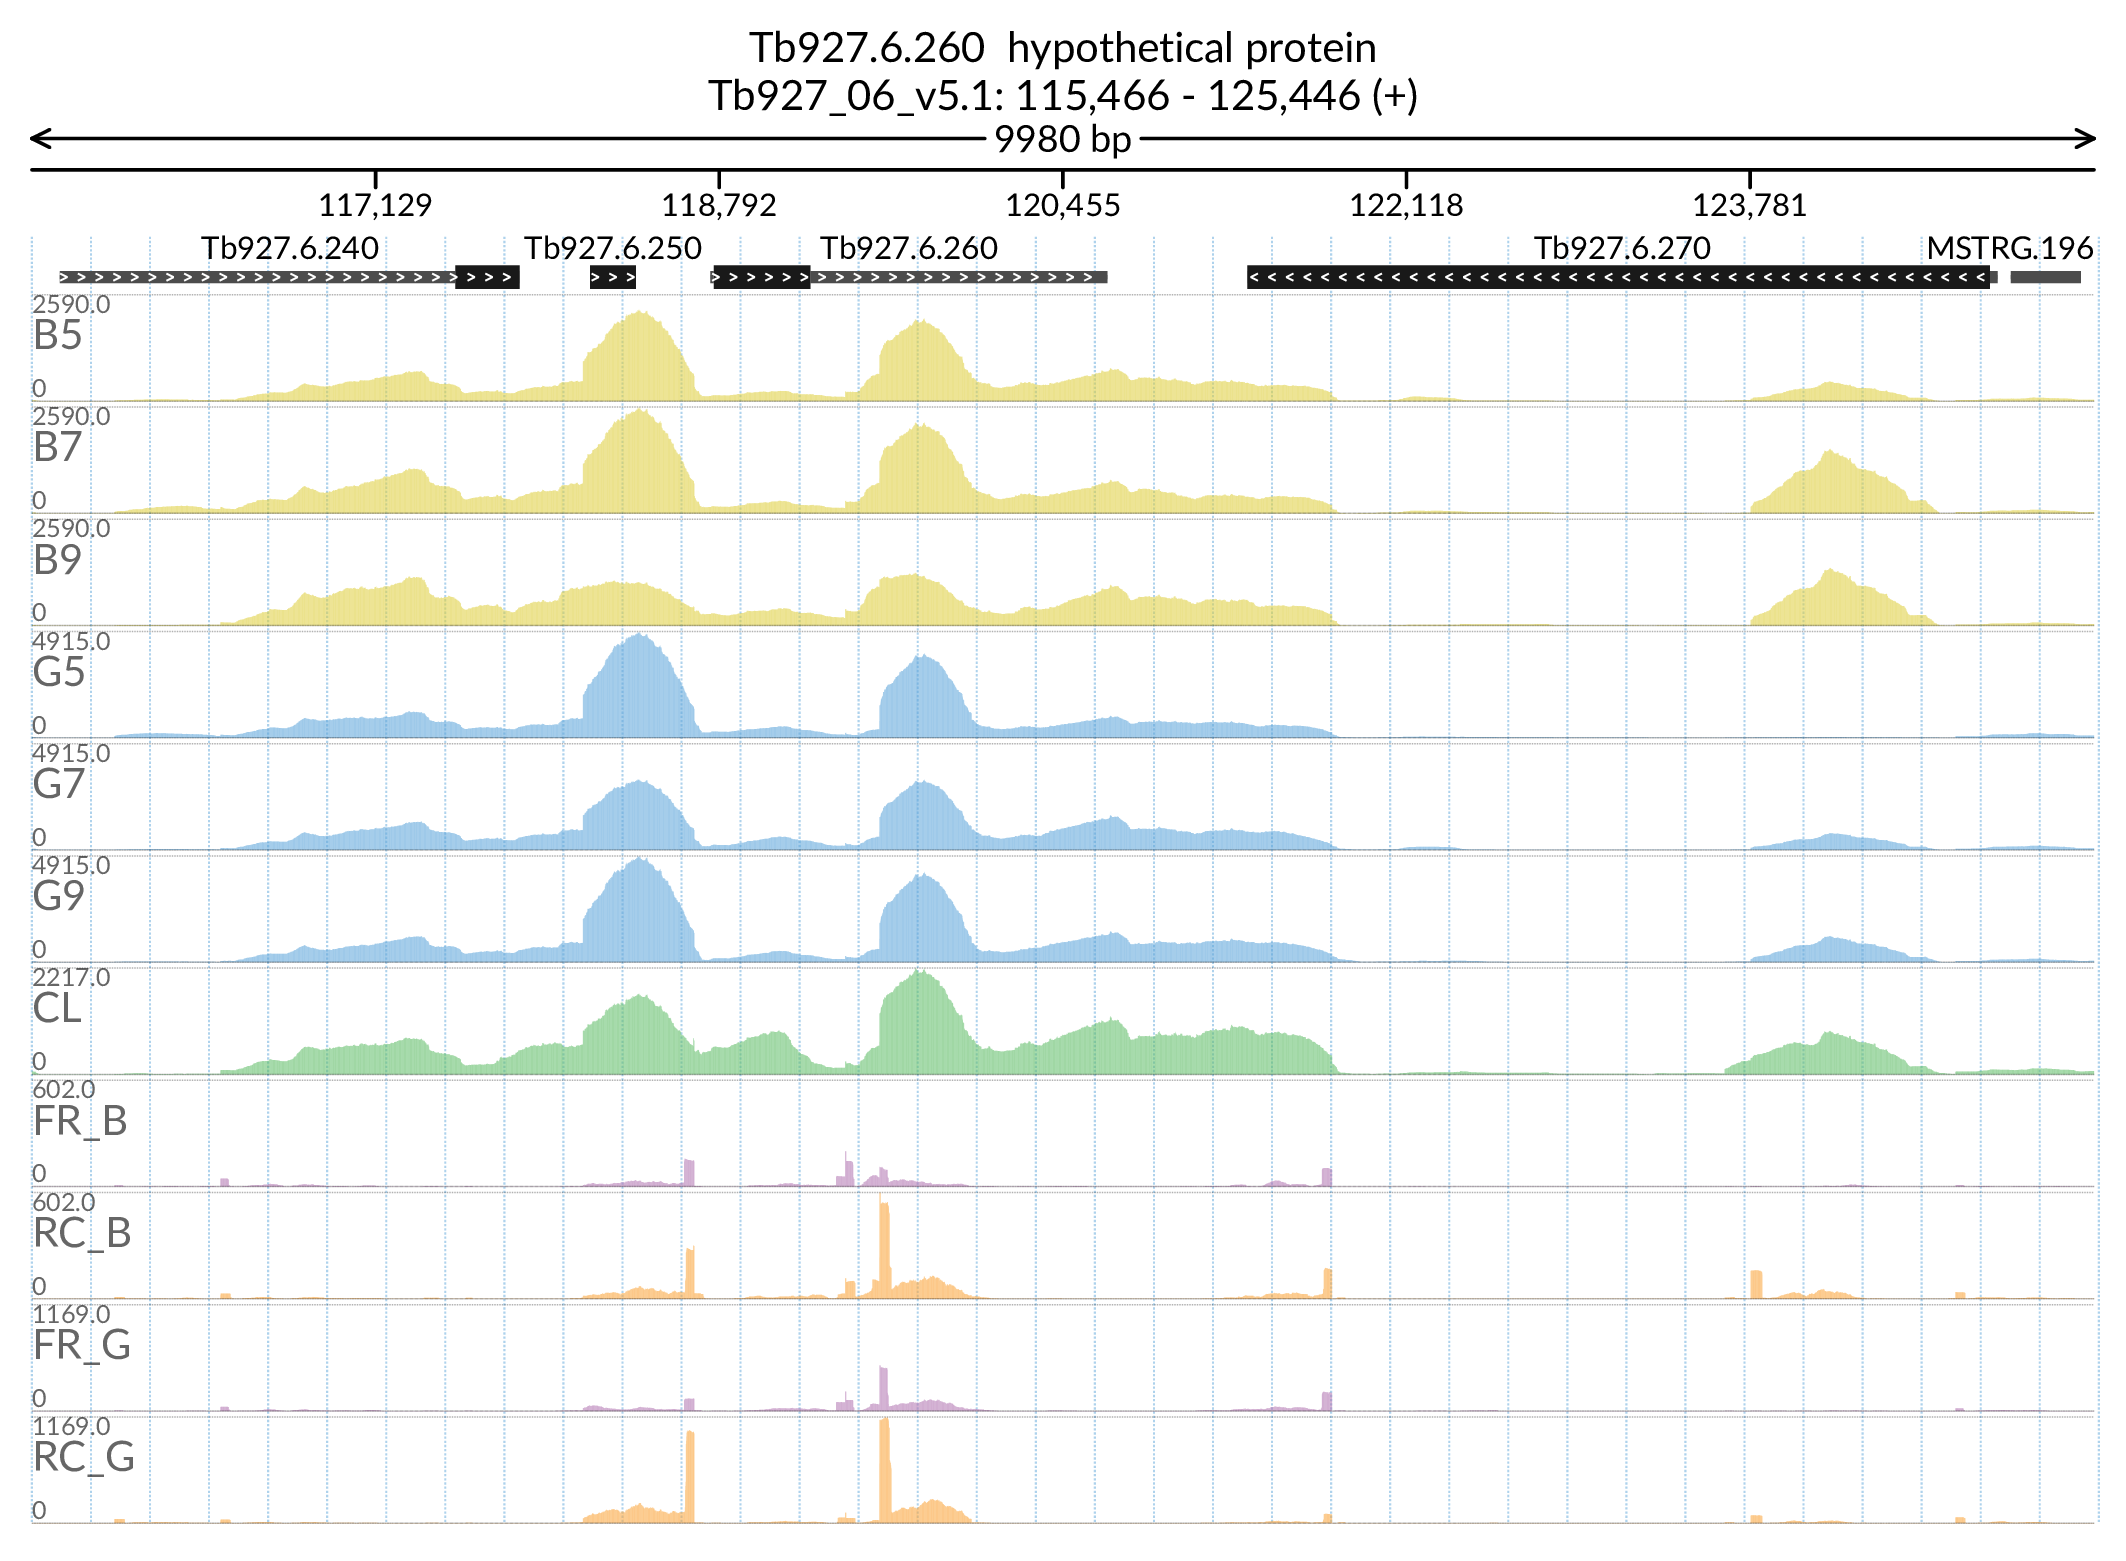 Tb927.6.260 hypothetical protein
Tb927_06_v5.1: 115,466 - 125,446 (+)
9980 bp
117,129 118,792 120,455 122,118 123,781
Tb927.6.240 Tb927.6.250 Tb927.6.260 Tb927.6.270 MSTRG.196
2590.0
B5
0
2590.0
B7
0
2590.0
B9
0
4915.0
G5
0
4915.0
G7
0
4915.0
G9
0
2217.0
CL
0
602.0
FR_B
0
602.0
RC_B
0
1169.0
FR_G
0
1169.0
RC_G
0